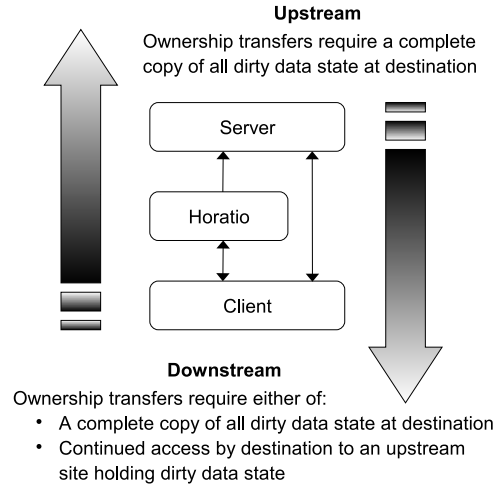 Upstream
Ownership transfers require a complete
copy of all dirty data state at destination
Server
Horatio
Client
Downstream
Ownership transfers require either of:
• A complete copy of all dirty data state at destination
• Continued access by destination to an upstream
site holding dirty data state